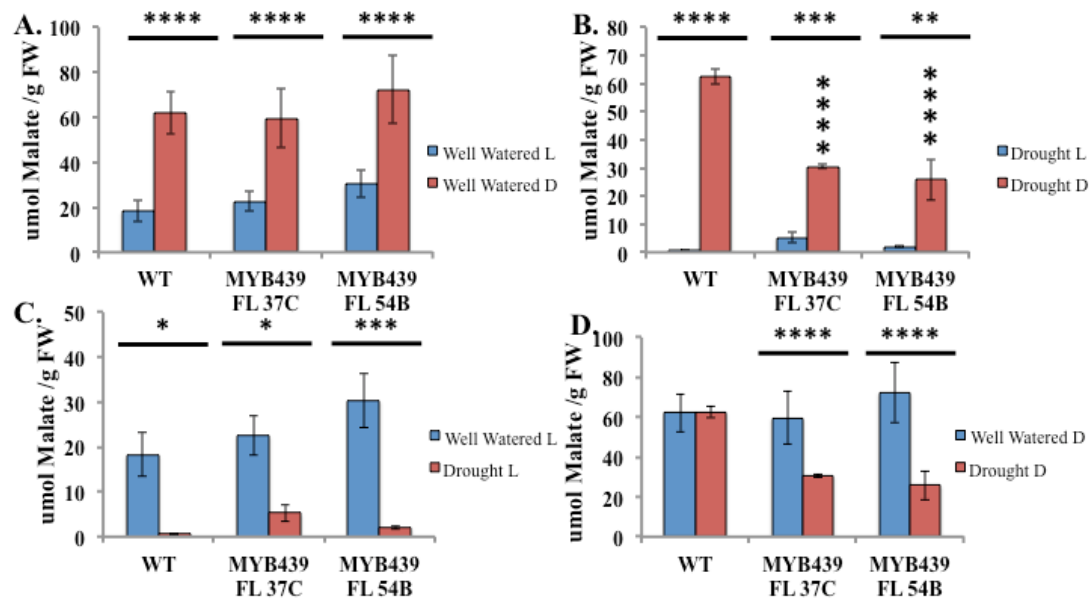 A.
umol Malate /g FW
100
80
60
40
20
0
**** **** ****
WT
MYB439 FL 37C
MYB439 FL 54B
Well Watered L
Well Watered D
B.
umol Malate /g FW
80
70
60
50
40
30
20
10
0
**** *** **
****
****
WT
MYB439 FL 37C
MYB439 FL 54B
Drought L
Drought D
C.
umol Malate /g FW
50
40
30
20
10
0
* * ***
WT
MYB439 FL 37C
MYB439 FL 54B
Well Watered L
Drought L
D.
umol Malate /g FW
100
80
60
40
20
0
**** ****
WT
MYB439 FL 37C
MYB439 FL 54B
Well Watered D
Drought D